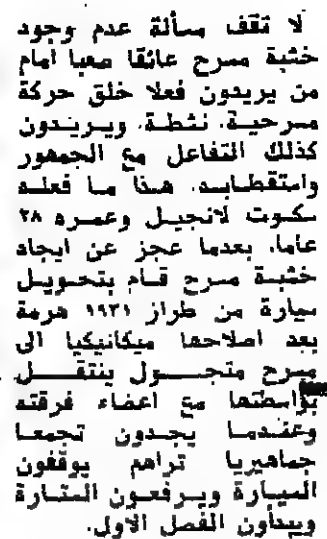 لا تقف مسألة عدم وجود
خشبة مسرح عائقا صعبا امام
من يريدون فعلا خلق حركة
مسرحية، نشطة، ويريدون
كذلك التفاعل مع الجمهور
واستقطابه. هذا ما فعله
سكوت لانجيل وعمره ٢٨
عاما، بعدما عجز عن ايجاد
خشبة مسرح قام بتحويل
سيارة من طراز ١٩٣١ هرمة
بعد اصلاحها ميكانيكيا الى
مسرح متجول ينتقل
بواسطتها مع اعضاء فرقته
وعندما يجدون تجمعا
جماهيريا تراهم يوقفون
السيارة ويرفعون الستارة
ويبدأون الفصل الاول.